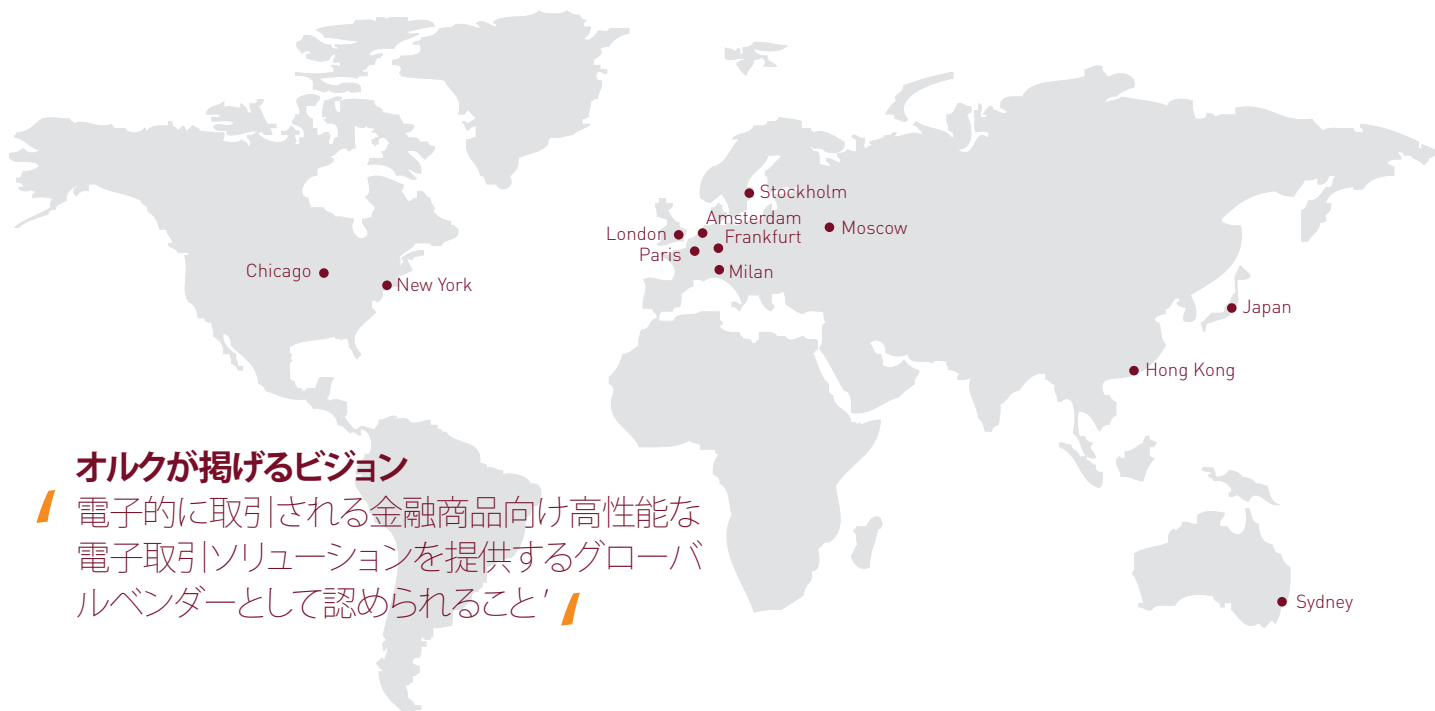 Stockholm
Amsterdam
London
Frankfurt
Moscow
Paris
Chicago
Milan
New York
Japan
Hong Kong
オルクが掲げるビジョン
‘ 電子的に取引される金融商品向け高性能な
電子取引ソリューションを提供するグローバ
ルベンダーとして認められること’ ‘
Sydney